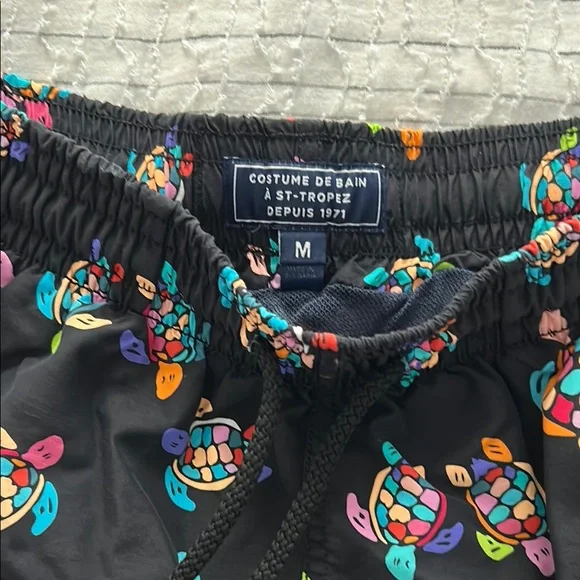 COSTUME DE BAIN
À ST-TROPEZ
DEPUIS 1971
M